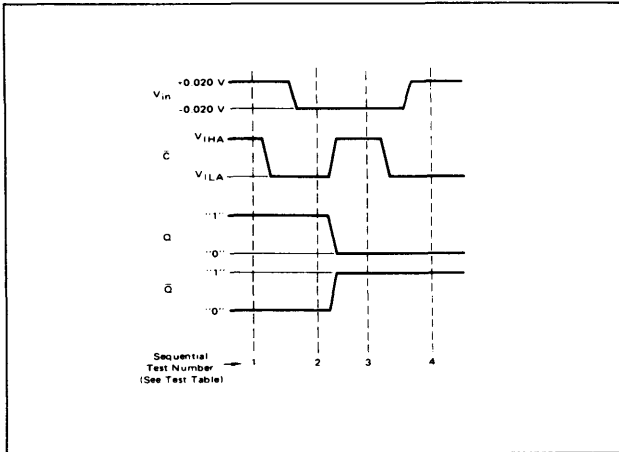 +0.020 V
Vin
-0.020 V
VIHA
C̄
VILA
"1"
Q
"0"
"1"
Q̄
"0"
Sequential
Test Number
(See Test Table)
1 2 3 4